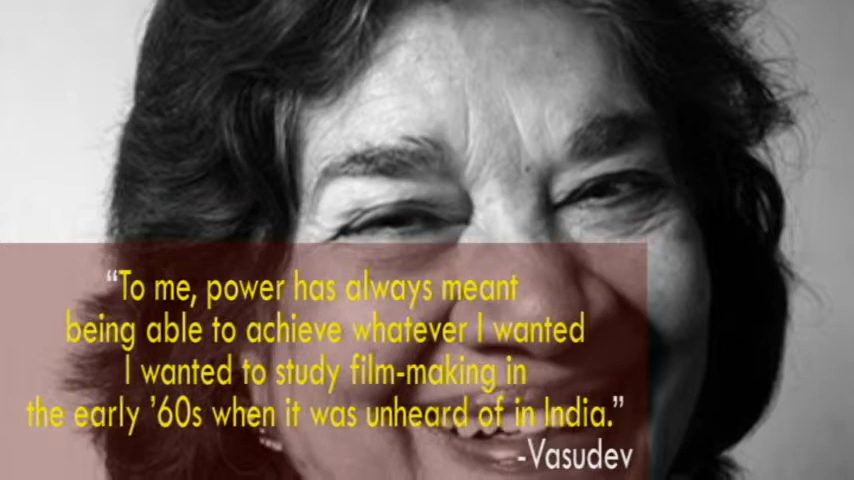 “To me, power has always meant
being able to achieve whatever I wanted
I wanted to study film-making in
the early ’60s when it was unheard of in India.”
-Vasudev